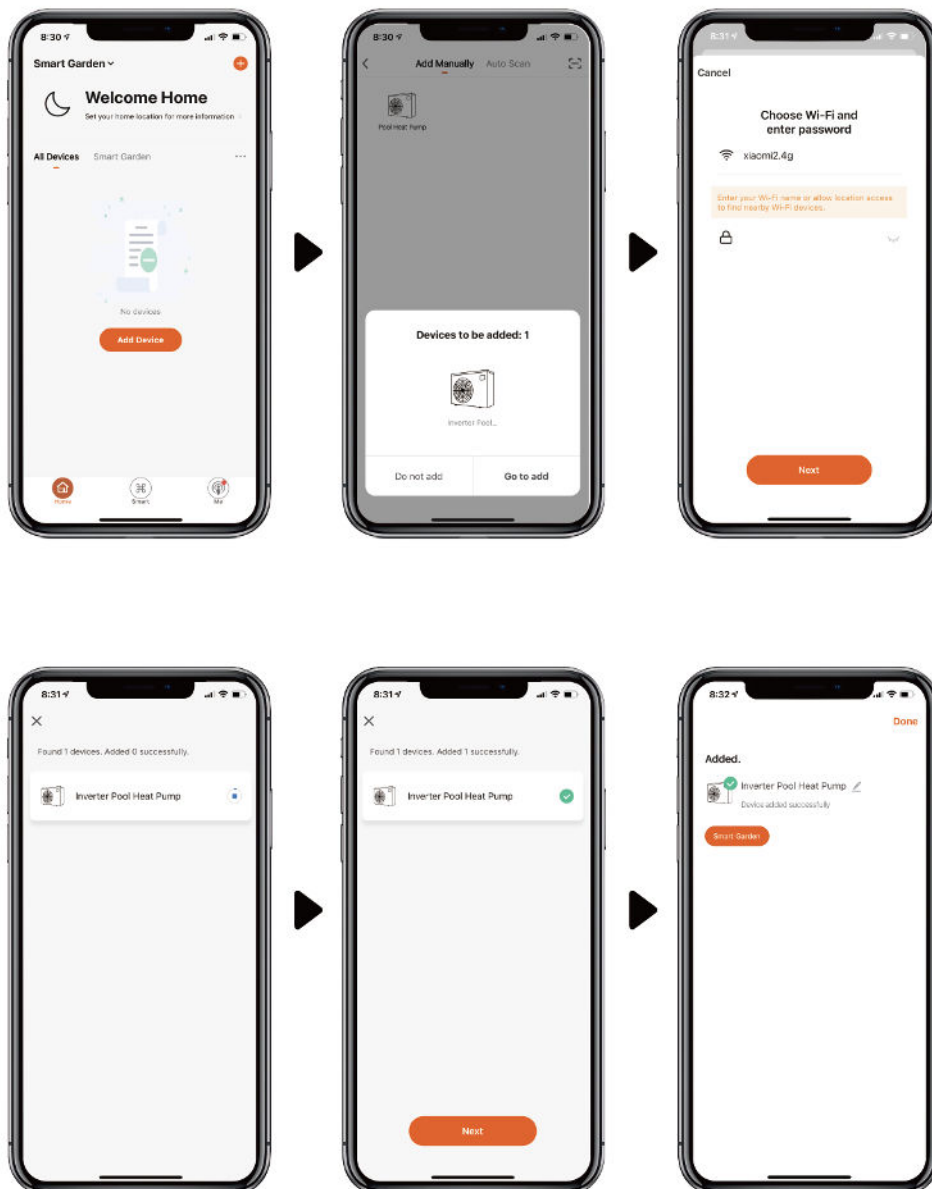 8:30
Smart Garden
Welcome Home
Set your home location for more information
All Devices Smart Garden ...
No devices
Add Device
Home Smart Me
8:30
Add Manually Auto Scan
Pool Heat Pump
Devices to be added: 1
Inverter Pool...
Do not add Go to add
8:31
Cancel
Choose Wi-Fi and
enter password
xiaomi2.4g
Enter your Wi-Fi name or allow location access
to find nearby Wi-Fi devices.
Next
8:31
Found 1 devices. Added 0 successfully.
Inverter Pool Heat Pump
8:31
Found 1 devices. Added 1 successfully.
Inverter Pool Heat Pump
Next
8:32
Done
Added.
Inverter Pool Heat Pump
Device added successfully
Smart Garden